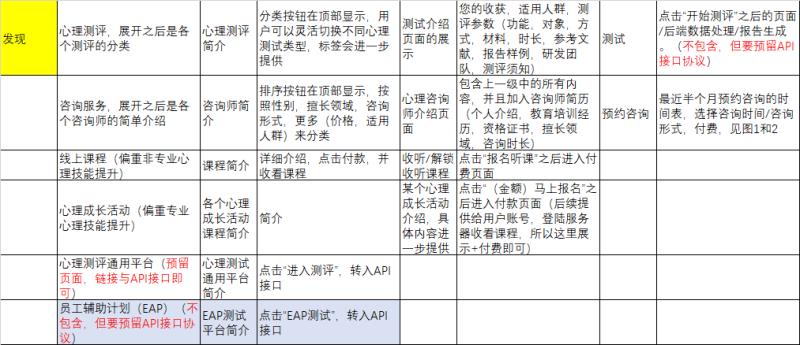 发现
心理测评，展开之后是各
个测评的分类
心理测评
简介
分类按钮在顶部显示，用
户可以灵活切换不同心理
测试类型，标签会进一步
提供
测试介绍
页面的展
示
您的收获，适用人群，测
评参数（功能，对象，方
式，材料，时长，参考文
献，报告样例，研发团
队，测评须知）
测试
点击“开始测评”之后的页面
/后端数据处理/报告生成
。（不包含，但要预留API
接口协议）
咨询服务，展开之后是各
个咨询师的简单介绍
咨询师简
介
排序按钮在顶部显示，按
照性别，擅长领域，咨询
形式，更多（价格，适用
人群）来分类
心理咨询
师介绍页
面
包含上一级中的所有内
容，并且加入咨询师简历
（个人介绍，教育培训经
历，资格证书，擅长领
域，咨询时长）
预约咨询
最近半个月预约咨询的时
间表，选择咨询时间/咨询
形式，付费，见图1和2
线上课程（偏重非专业心
理技能提升）
课程简介
详细介绍，点击付款，并
收看课程
收听/解锁
收听课程
点击“报名听课”之后进入付
费页面
心理成长活动（偏重专业
心理技能提升）
各个心理
成长活动
课程简介
简介
某个心理
成长活动
介绍，具
体内容进
一步提供
点击“（金额）马上报名”之
后进入付款页面（后续提
供给用户账号，登陆服务
器收看课程，所以这里展
示+付费即可）
心理测评通用平台（预留
页面，链接与API接口即
可）
心理测试
通用平台
简介
点击“进入测评”，转入API
接口
员工辅助计划（EAP）（不
包含，但要预留API接口协
议）
EAP测试
平台简介
点击“EAP测试”，转入API
接口